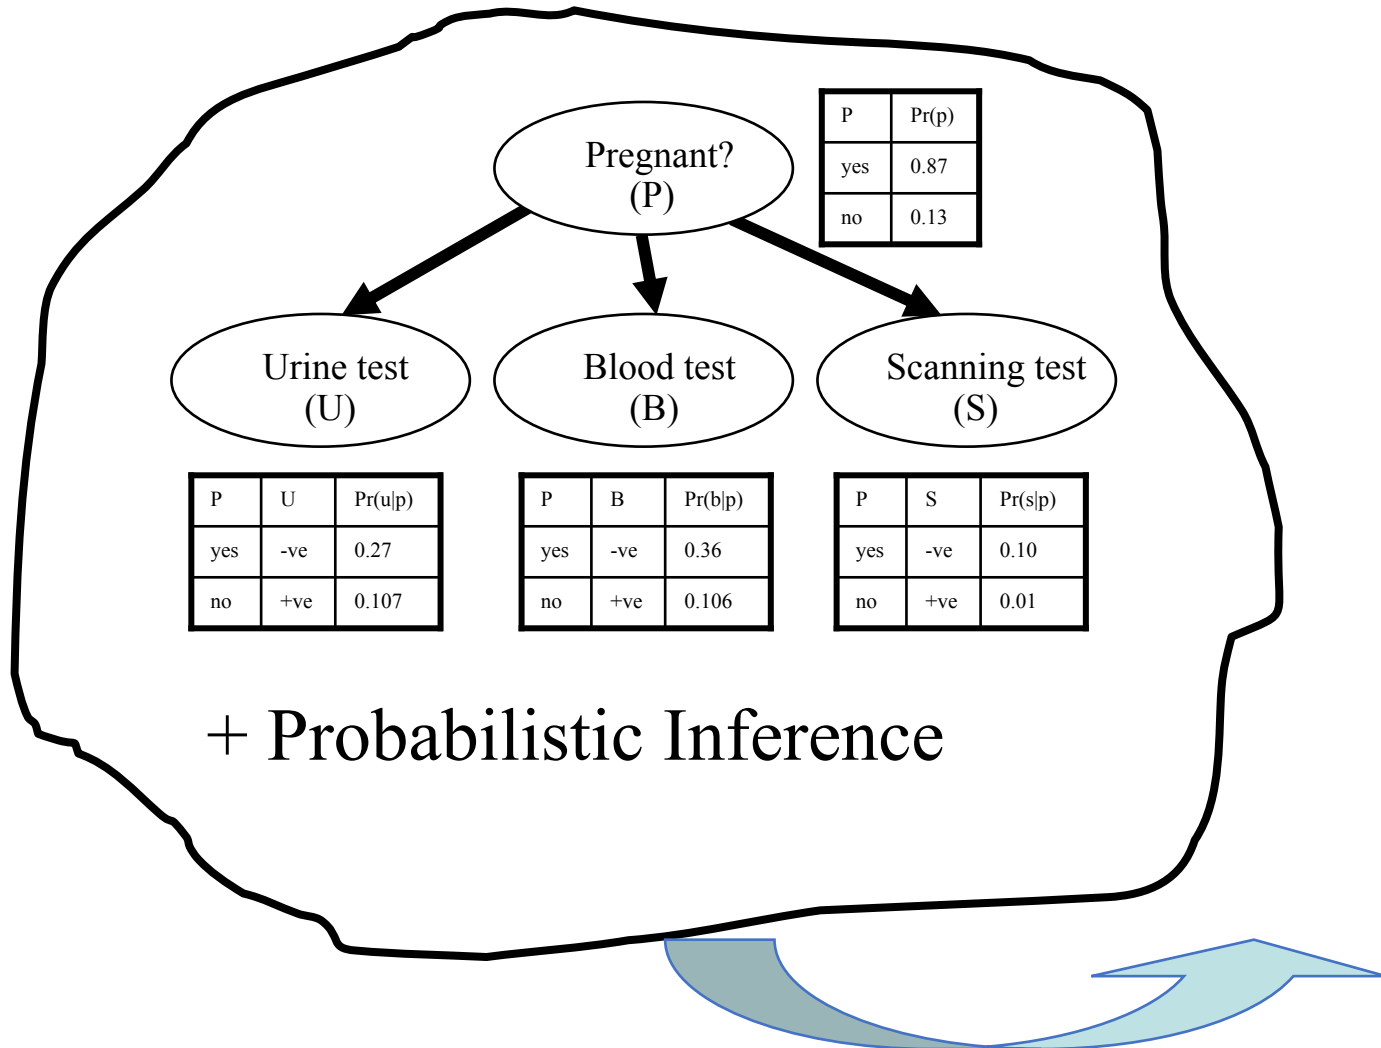 Pregnant?
(P)
P Pr(p)
yes 0.87
no 0.13
Urine test
(U)
Blood test
(B)
Scanning test
(S)
P U Pr(u|p)
yes -ve 0.27
no +ve 0.107
P B Pr(b|p)
yes -ve 0.36
no +ve 0.106
P S Pr(s|p)
yes -ve 0.10
no +ve 0.01
+ Probabilistic Inference